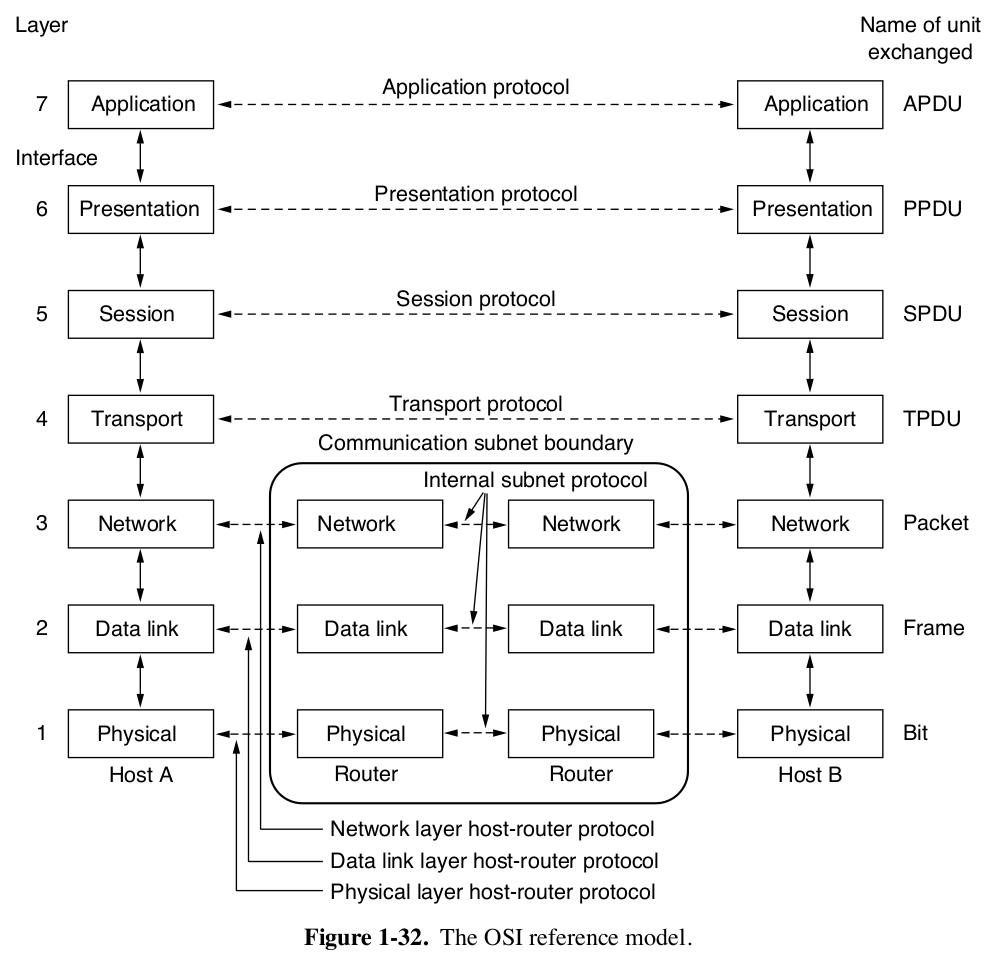 Layer
Name of unit
exchanged
7
Application
Application protocol
Application
APDU
Interface
6
Presentation
Presentation protocol
Presentation
PPDU
5
Session
Session protocol
Session
SPDU
4
Transport
Transport protocol
Transport
TPDU
Communication subnet boundary
Internal subnet protocol
3
Network
Network
Network
Network
Packet
2
Data link
Data link
Data link
Data link
Frame
1
Physical
Physical
Physical
Physical
Bit
Host A
Router
Router
Host B
Network layer host-router protocol
Data link layer host-router protocol
Physical layer host-router protocol
Figure 1-32. The OSI reference model.